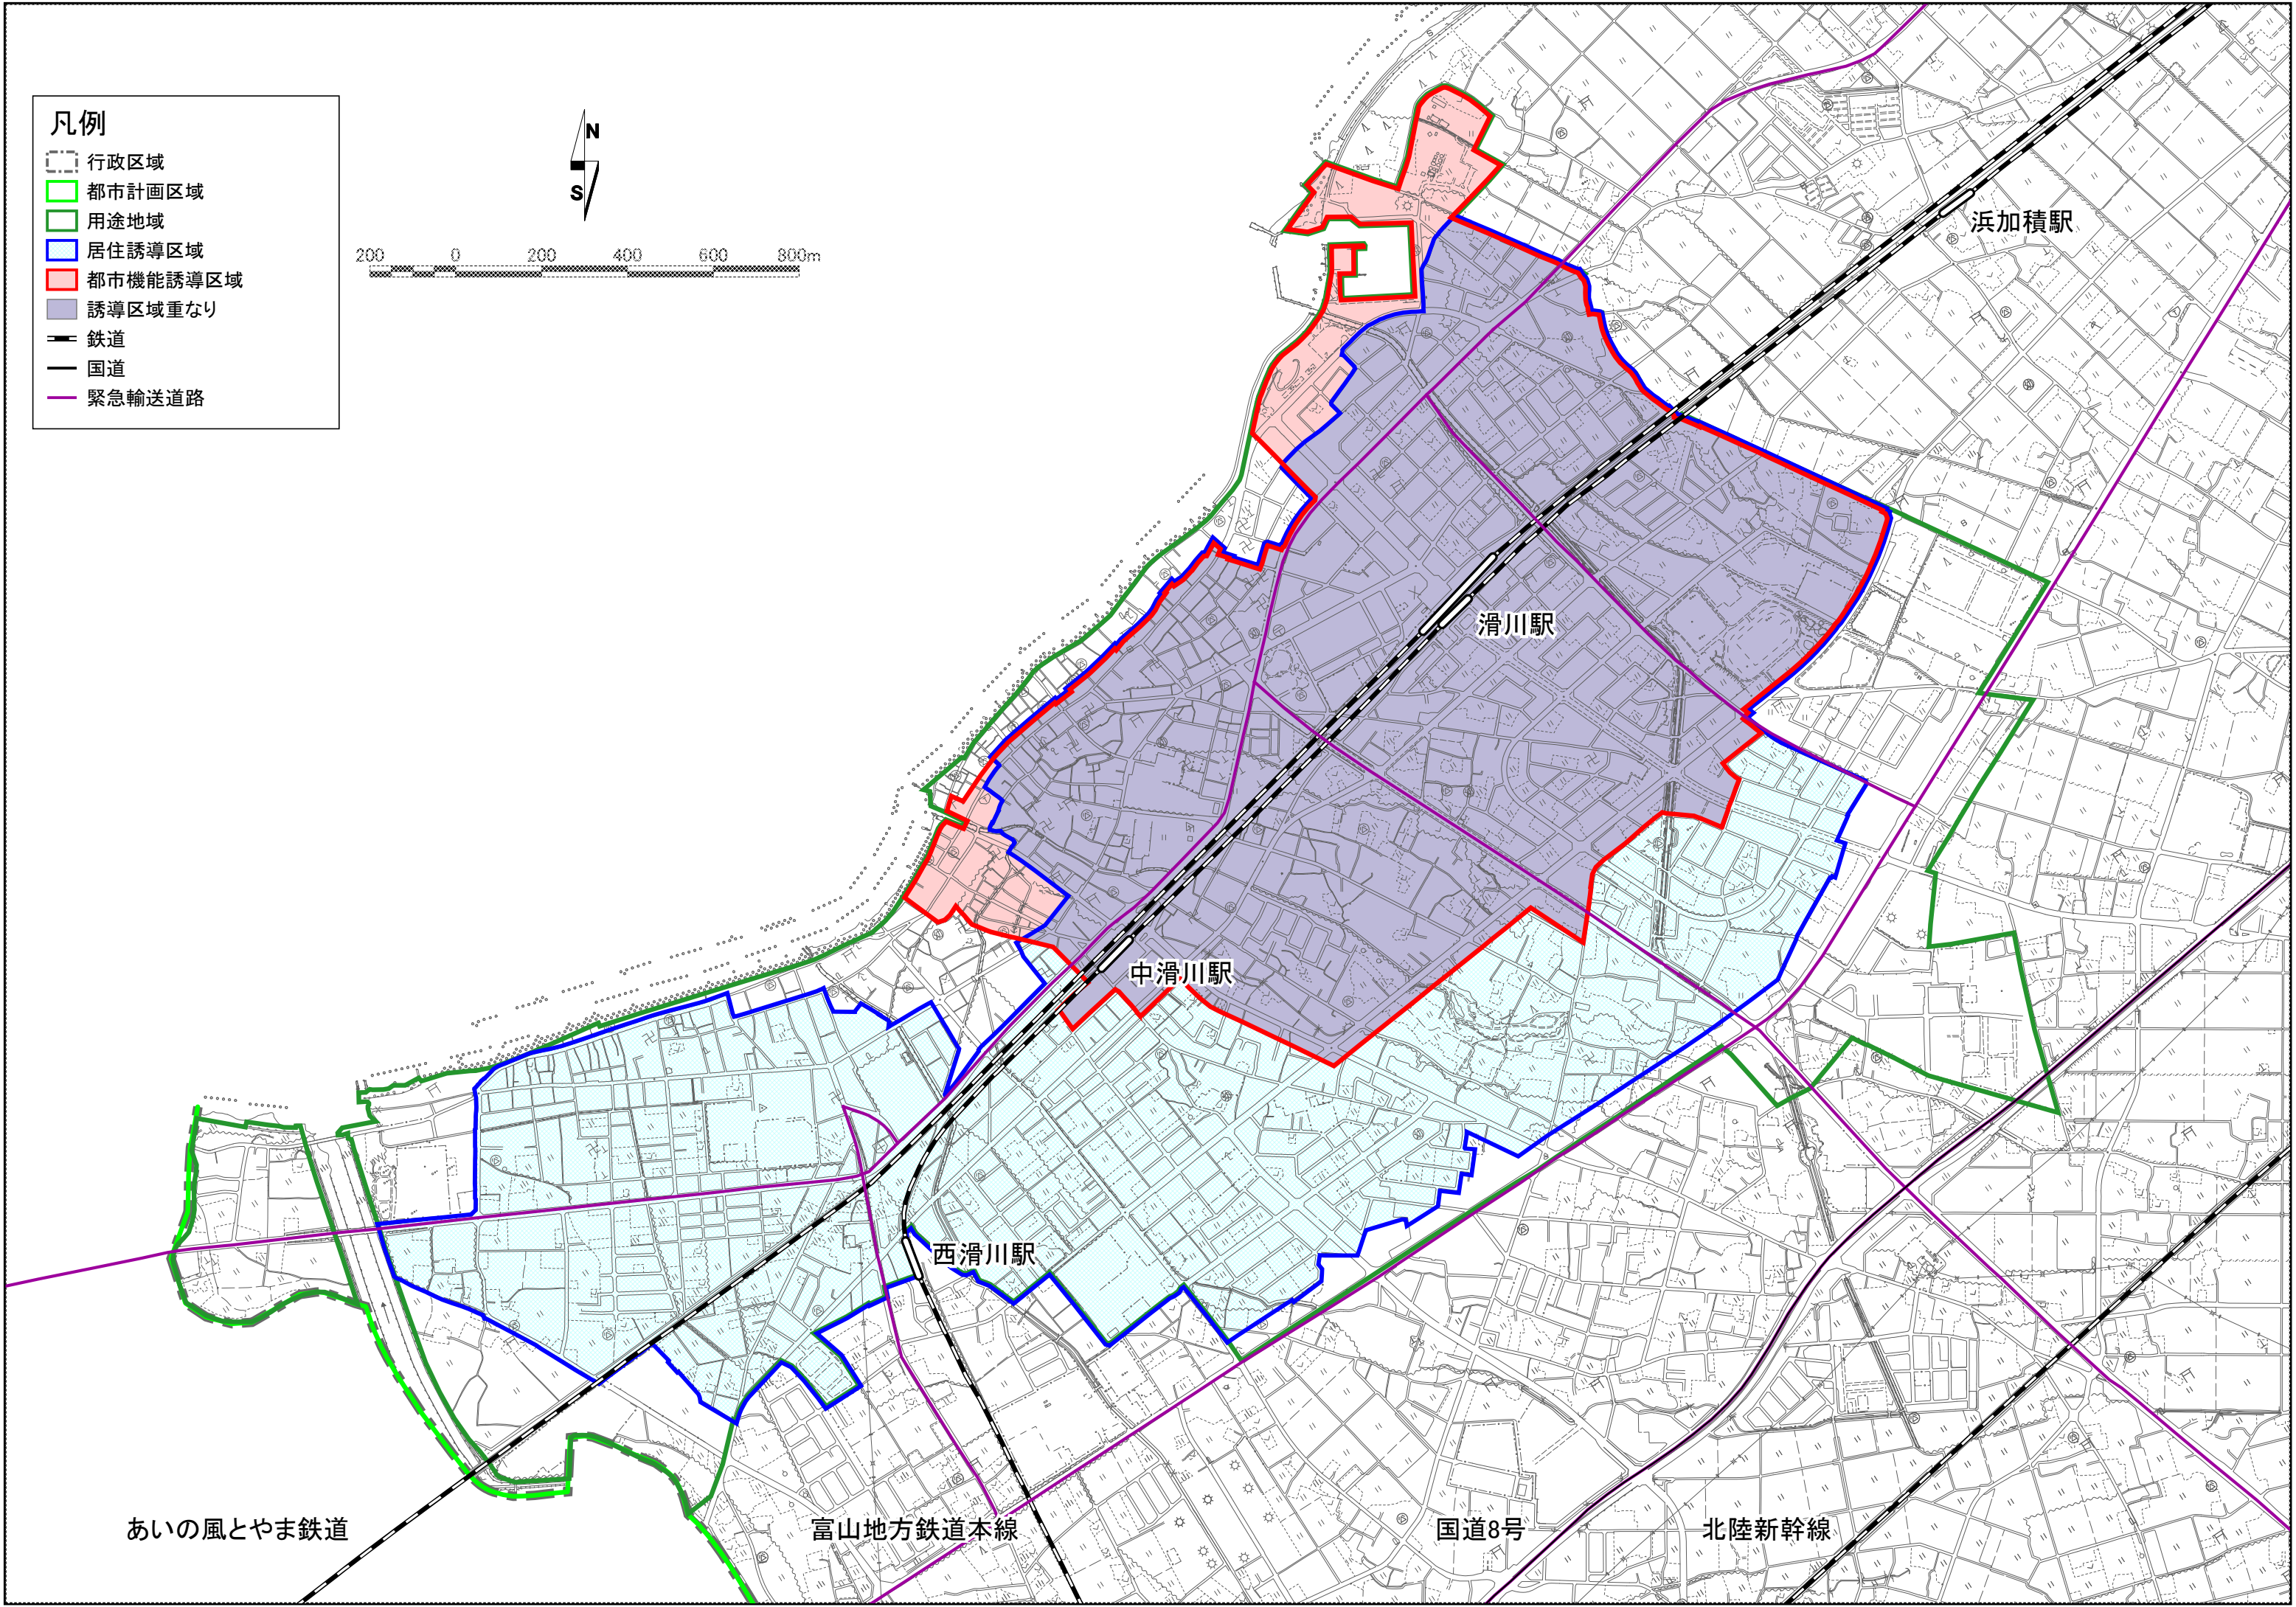 凡例
行政区域
都市計画区域
用途地域
居住誘導区域
都市機能誘導区域
誘導区域重なり
鉄道
国道
緊急輸送道路
N
S
200 0 200 400 600 800m
浜加積駅
滑川駅
中滑川駅
西滑川駅
あいの風とやま鉄道
富山地方鉄道本線
国道8号
北陸新幹線